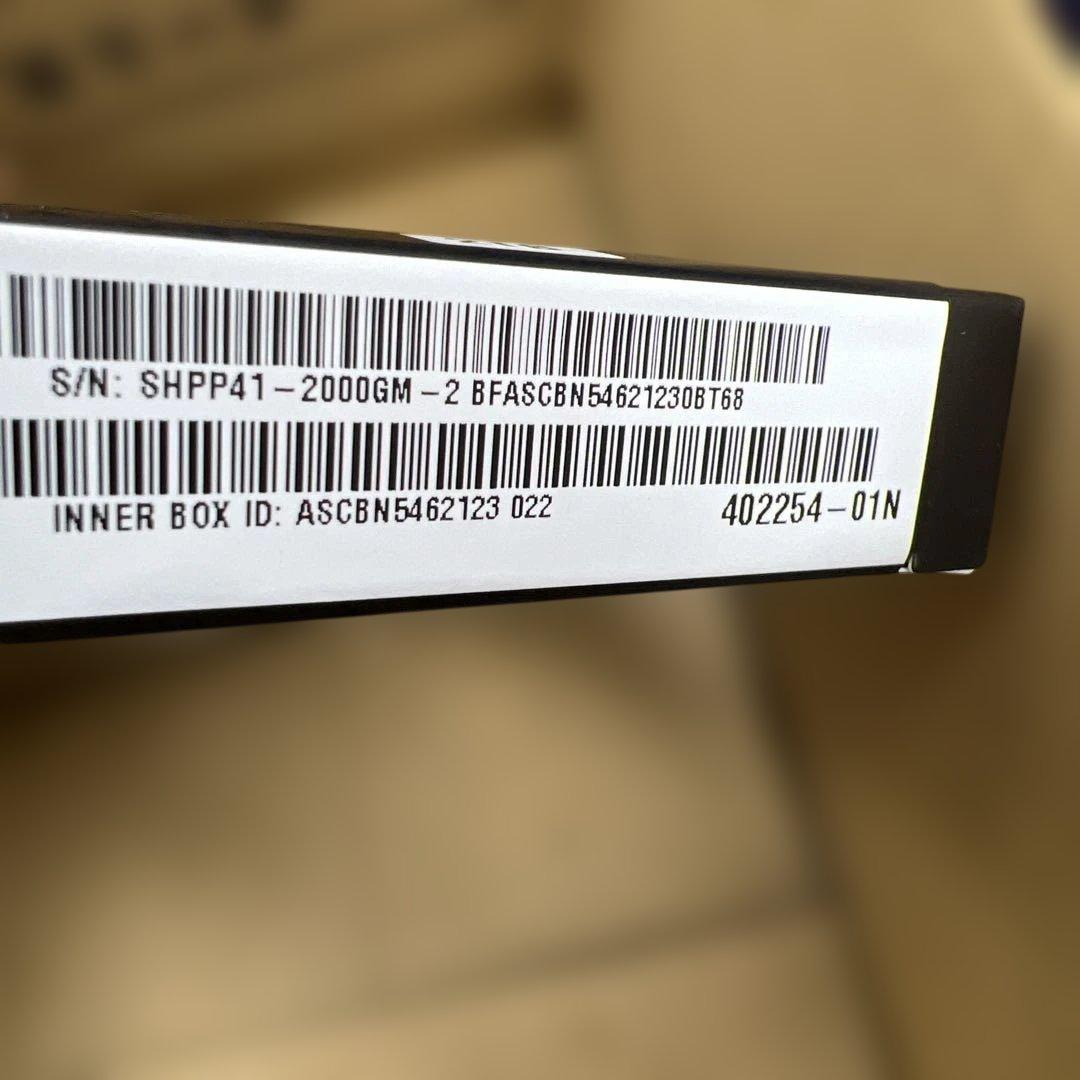 S/N: SHPP41-2000GM-2 BFASCBN54621230BT68
INNER BOX ID: ASCBN5462123 022
402254-01N